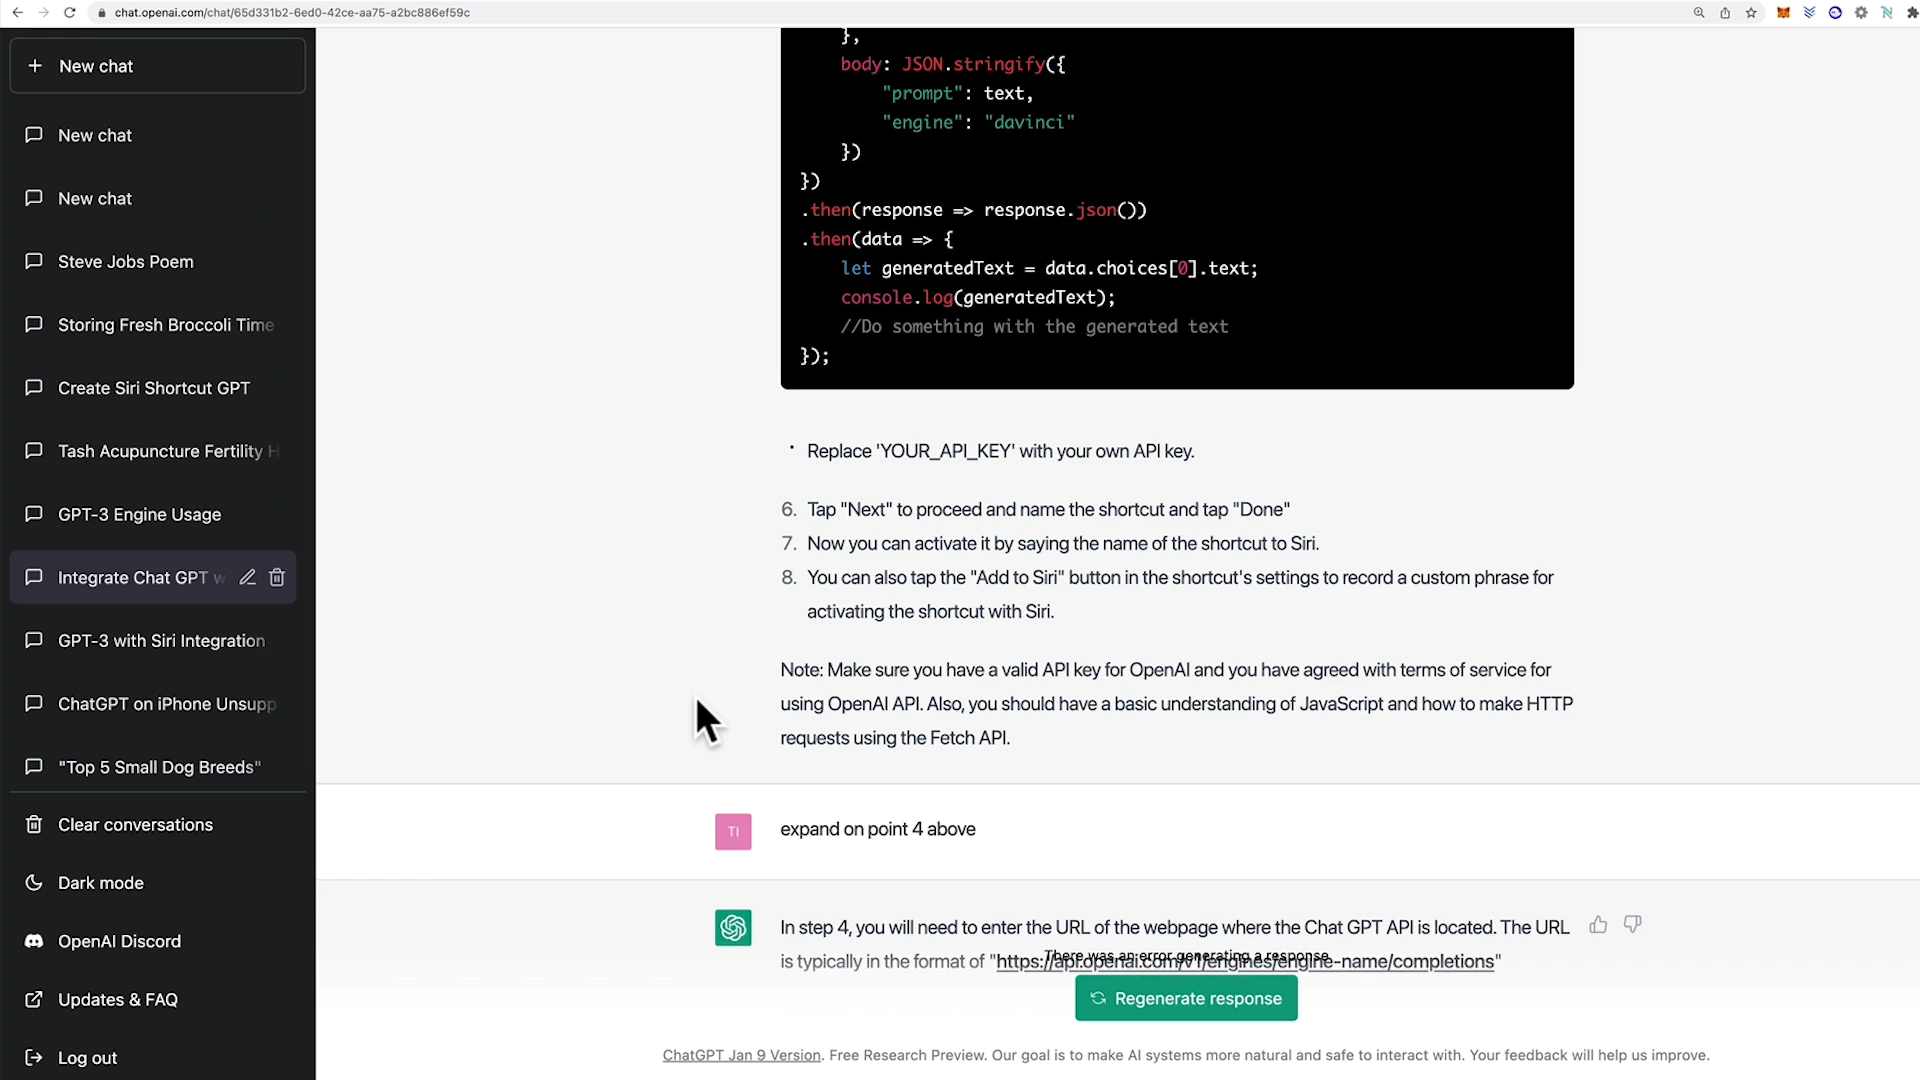 chat.openai.com/chat/65d331b2-6ed0-42ce-aa75-a2bc886ef59c
New chat
New chat
New chat
Steve Jobs Poem
Storing Fresh Broccoli Time
Create Siri Shortcut GPT
Tash Acupuncture Fertility H
GPT-3 Engine Usage
Integrate Chat GPT w
GPT-3 with Siri Integration
ChatGPT on iPhone Unsupp
"Top 5 Small Dog Breeds"
Clear conversations
Dark mode
OpenAI Discord
Updates & FAQ
Log out
},
body: JSON.stringify({
"prompt": text,
"engine": "davinci"
})
})
.then(response => response.json())
.then(data => {
let generatedText = data.choices[0].text;
console.log(generatedText);
//Do something with the generated text
});
• Replace 'YOUR_API_KEY' with your own API key.
6. Tap "Next" to proceed and name the shortcut and tap "Done"
7. Now you can activate it by saying the name of the shortcut to Siri.
8. You can also tap the "Add to Siri" button in the shortcut's settings to record a custom phrase for
activating the shortcut with Siri.
Note: Make sure you have a valid API key for OpenAI and you have agreed with terms of service for
using OpenAI API. Also, you should have a basic understanding of JavaScript and how to make HTTP
requests using the Fetch API.
TI
expand on point 4 above
In step 4, you will need to enter the URL of the webpage where the Chat GPT API is located. The URL
is typically in the format of "https://api.openai.com/v1/engines/engine-name/completions"
There was an error generating a response
Regenerate response
ChatGPT Jan 9 Version. Free Research Preview. Our goal is to make AI systems more natural and safe to interact with. Your feedback will help us improve.